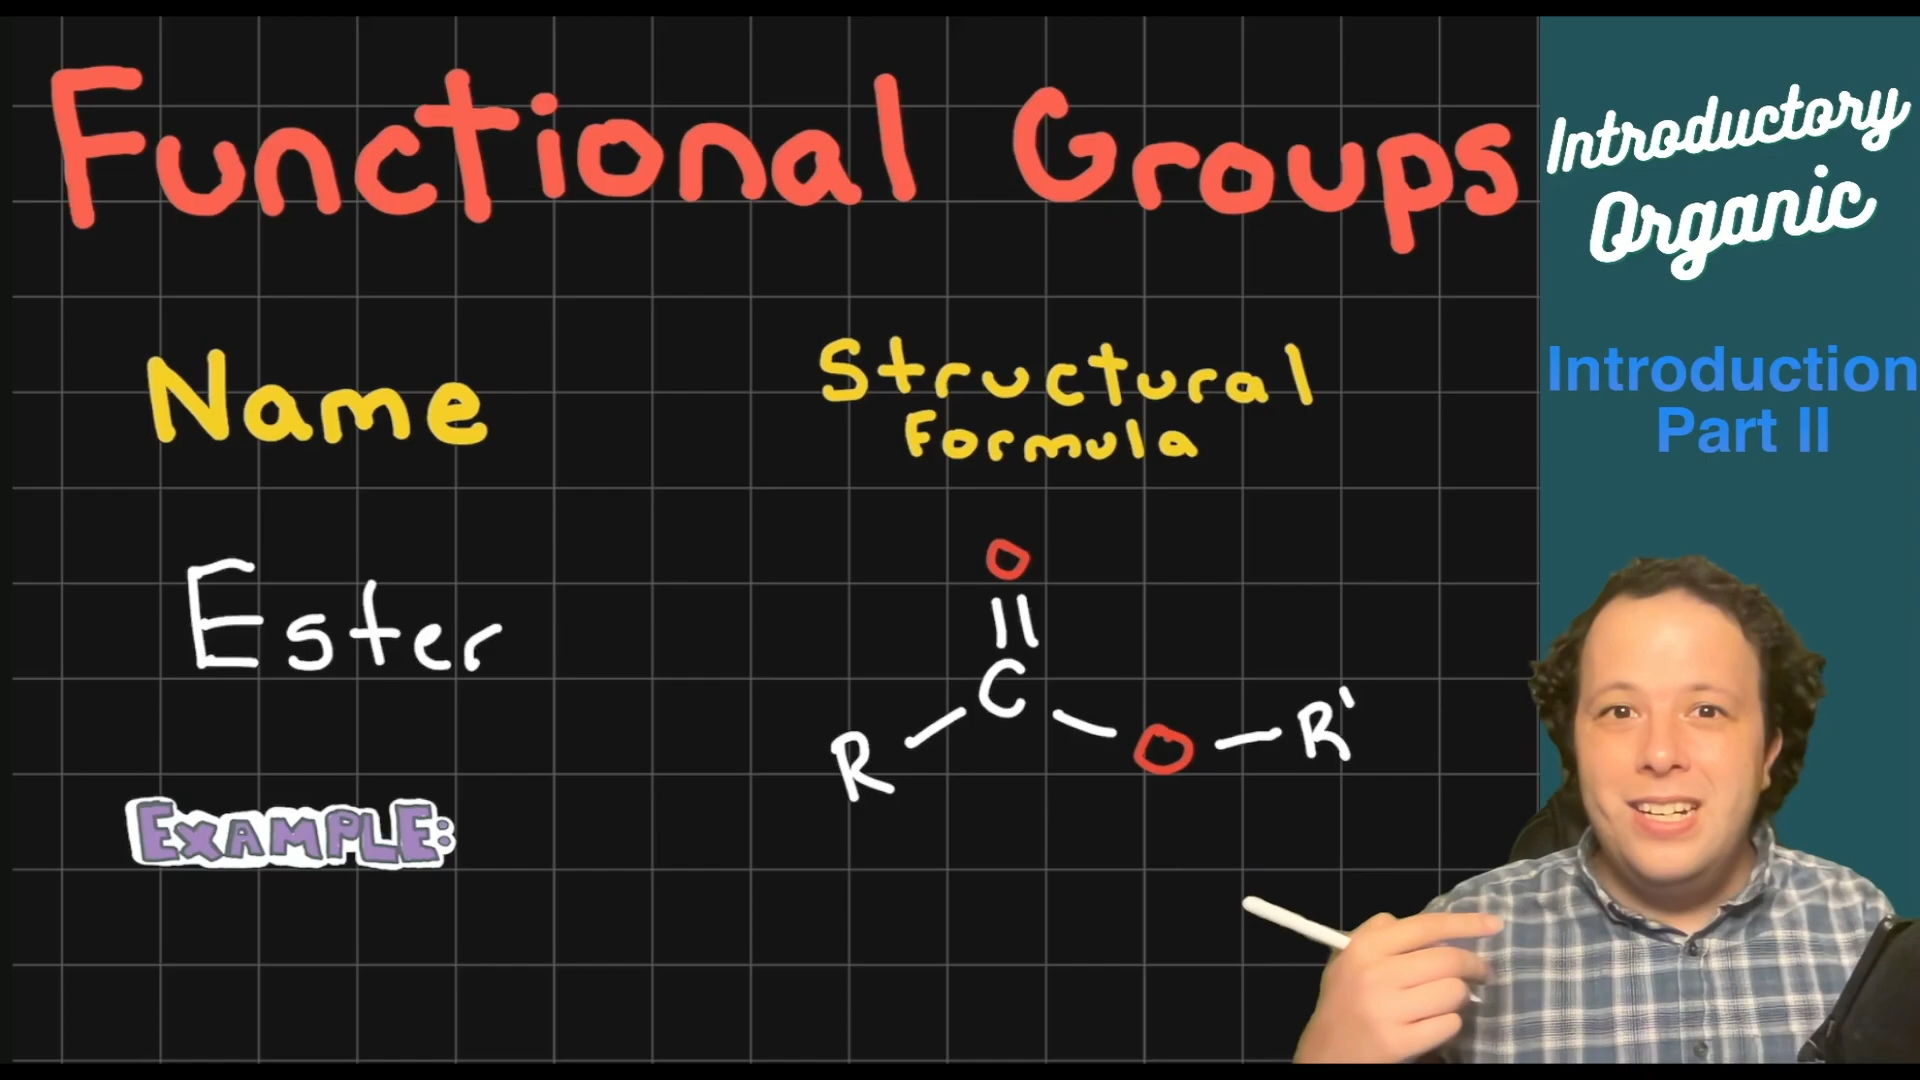 Functional Groups
Introductory
Organic
Introduction
Part II
Name
Structural
Formula
Ester
O
C
R
O
R'
EXAMPLE: